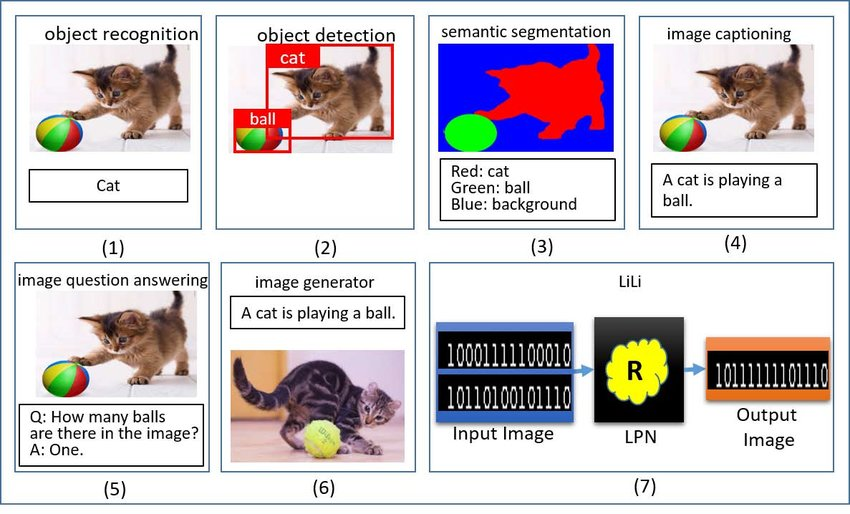 object recognition
Cat
(1)
object detection
cat
ball
(2)
semantic segmentation
Red: cat
Green: ball
Blue: background
(3)
image captioning
A cat is playing a
ball.
(4)
image question answering
Q: How many balls
are there in the image?
A: One.
(5)
image generator
A cat is playing a ball.
(6)
LiLi
10001111100010
10110100101110
Input Image
R
LPN
10111111101110
Output
Image
(7)